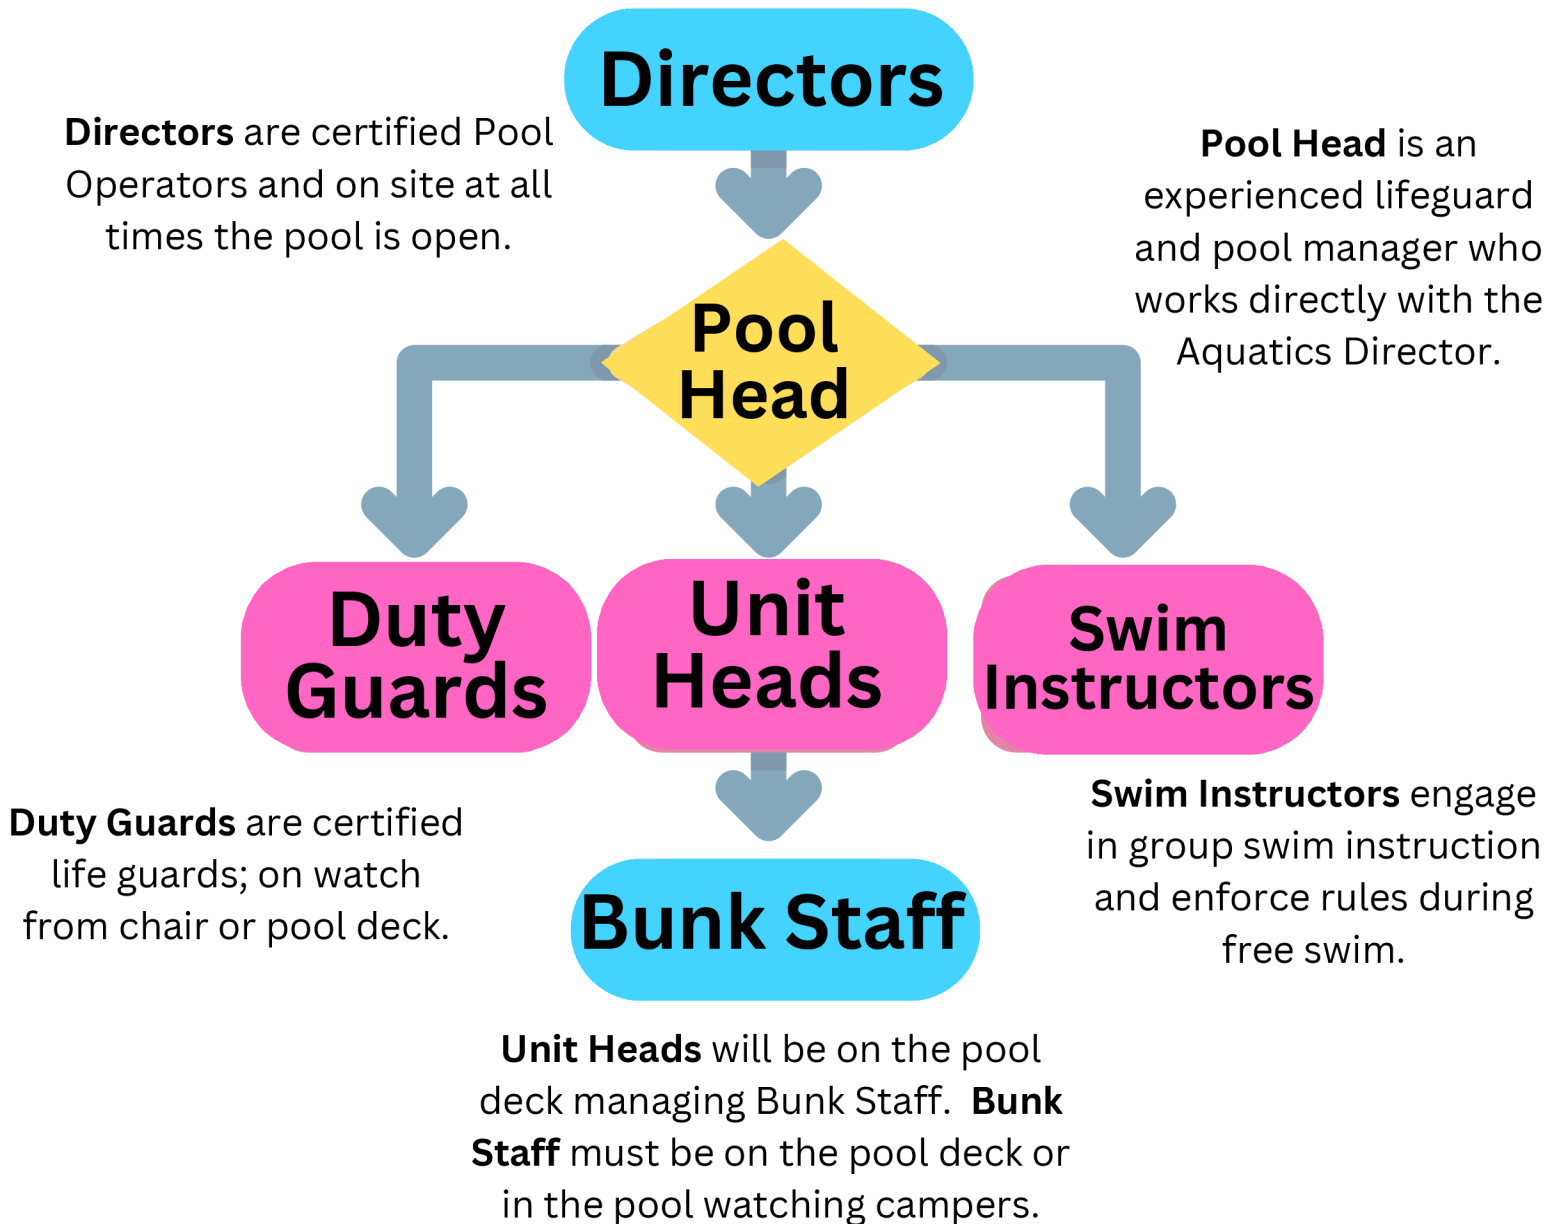 Directors
Directors are certified Pool
Operators and on site at all
times the pool is open.
Pool Head is an
experienced lifeguard
and pool manager who
works directly with the
Aquatics Director.
Pool
Head
Duty
Guards
Unit
Heads
Swim
Instructors
Duty Guards are certified
life guards; on watch
from chair or pool deck.
Swim Instructors engage
in group swim instruction
and enforce rules during
free swim.
Bunk Staff
Unit Heads will be on the pool
deck managing Bunk Staff.  Bunk
Staff must be on the pool deck or
in the pool watching campers.